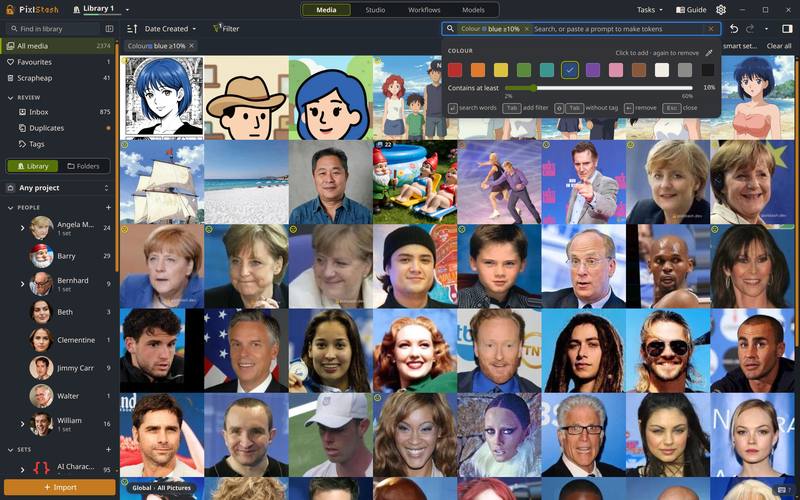 PixlStash
Library 1
Media
Studio
Workflows
Models
Tasks
Guide
Find in library
Date Created
Filter
Colour blue ≥10% ×
Search, or paste a prompt to make tokens
Colour blue ≥10% ×
smart set...
Clear all
All media 2374
Favourites 1
Scrapheap 41
REVIEW
Inbox 875
Duplicates
Tags
Library
Folders
Any project
PEOPLE
Angela M... 24
1 set
Barry 29
Bernhard 9
1 set
Beth 3
Clementine 1
Jimmy Carr 9
Walter 1
William 16
1 set
SETS
AI Charac... 95
+ Import
COLOUR
Click to add · again to remove
Contains at least
10%
2%
60%
search words
Tab add filter
Tab without tag
remove
Esc close
22
Global · All Pictures